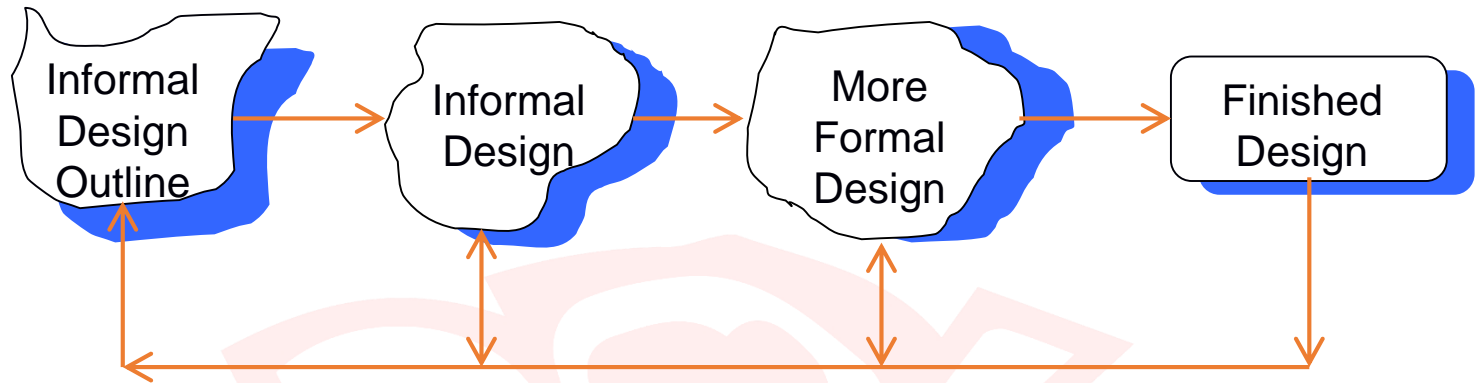 Informal
Design
Outline
Informal
Design
More
Formal
Design
Finished
Design